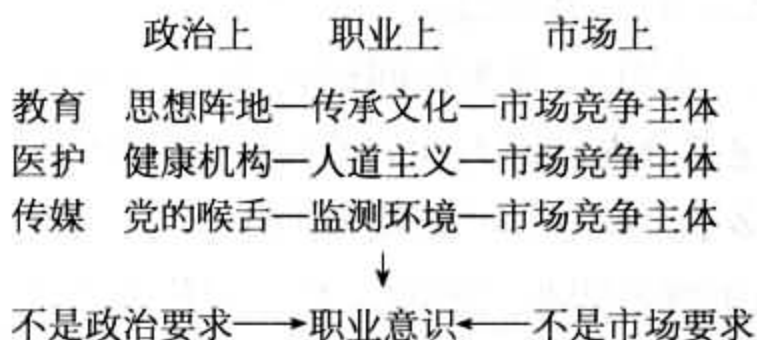 政治上 职业上 市场上
教育 思想阵地—传承文化—市场竞争主体
医护 健康机构—人道主义—市场竞争主体
传媒 党的喉舌—监测环境—市场竞争主体
↓
不是政治要求→职业意识←不是市场要求